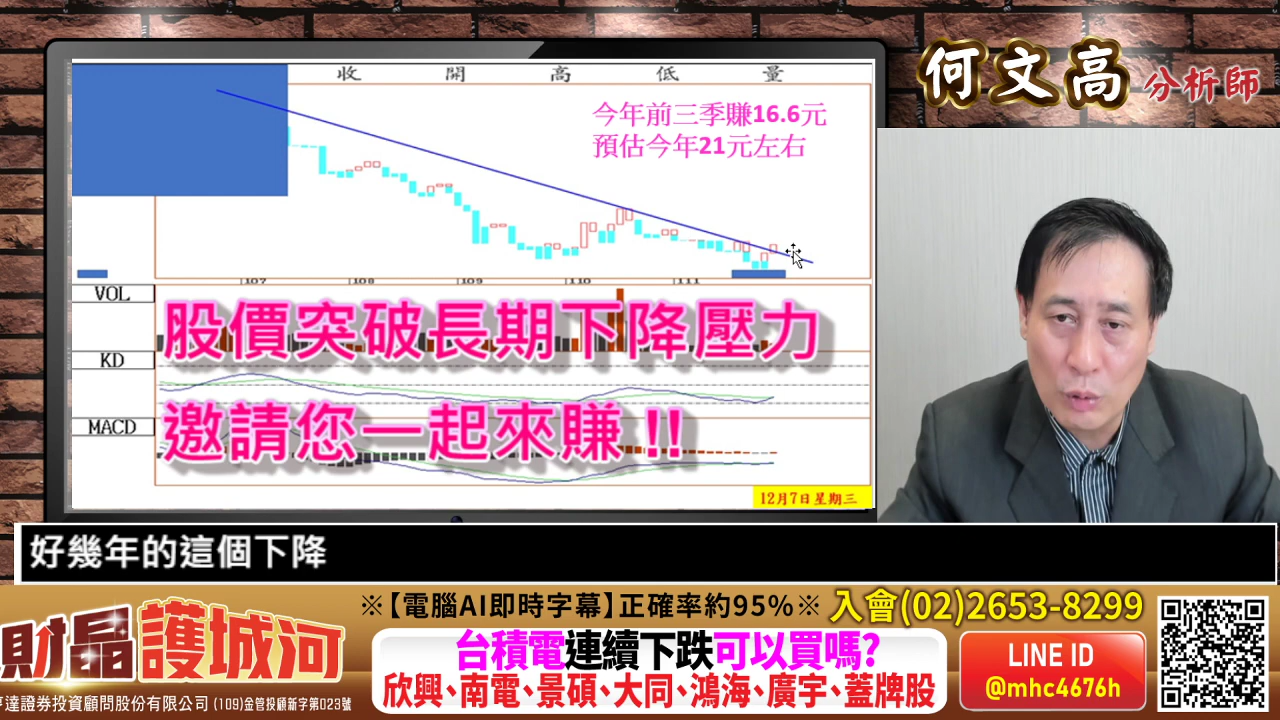 何文高 分析師
收 開 高 低 量
今年前三季賺16.6元
預估今年21元左右
107 108 109 110 111
VOL
股價突破長期下降壓力
KD
邀請您一起來賺!!
MACD
12月7日星期三
好幾年的這個下降
※【電腦AI即時字幕】正確率約95%※ 入會(02)2653-8299
財晶護城河
台積電連續下跌可以買嗎?
LINE ID
欣興、南電、景碩、大同、鴻海、廣宇、蓋牌股
@mhc4676h
達證券投資顧問股份有限公司 (109)金管投顧新字第028號